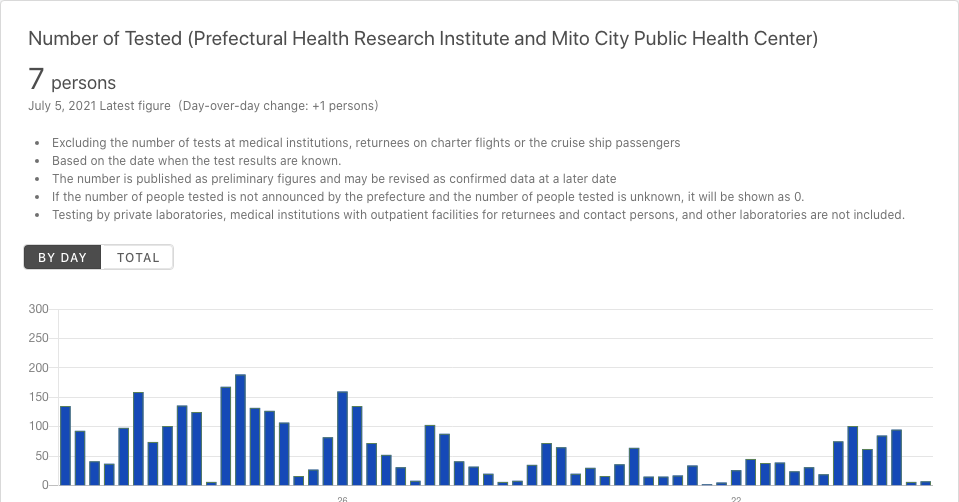 Number of Tested (Prefectural Health Research Institute and Mito City Public Health Center)
7 persons
July 5, 2021 Latest figure (Day-over-day change: +1 persons)
• Excluding the number of tests at medical institutions, returnees on charter flights or the cruise ship passengers
• Based on the date when the test results are known.
• The number is published as preliminary figures and may be revised as confirmed data at a later date
• If the number of people tested is not announced by the prefecture and the number of people tested is unknown, it will be shown as 0.
• Testing by private laboratories, medical institutions with outpatient facilities for returnees and contact persons, and other laboratories are not included.
BY DAY TOTAL
300
250
200
150
100
50
0
26 22